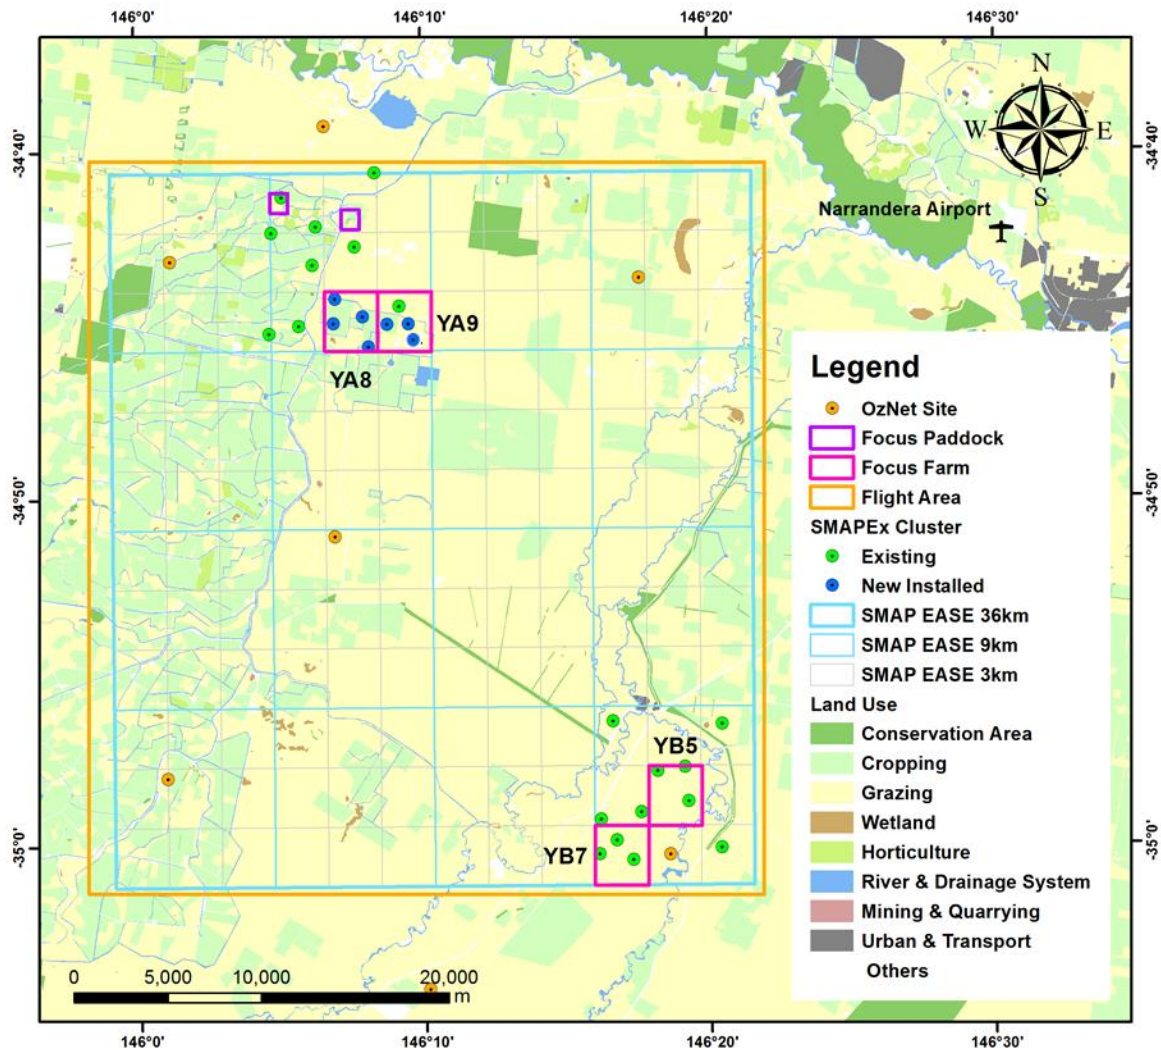 146°0' 146°10' 146°20' 146°30'
-34°40' -34°40'
N
W E
S
Narrandera Airport
YA9
YA8
Legend
OzNet Site
Focus Paddock
Focus Farm
Flight Area
-34°50' -34°50'
SMAPEx Cluster
Existing
New Installed
SMAP EASE 36km
SMAP EASE 9km
SMAP EASE 3km
Land Use
Conservation Area
YB5
Cropping
Grazing
Wetland
-35°0' -35°0'
YB7
Horticulture
River & Drainage System
Mining & Quarrying
Urban & Transport
Others
0 5,000 10,000 20,000
m
146°0' 146°10' 146°20' 146°30'